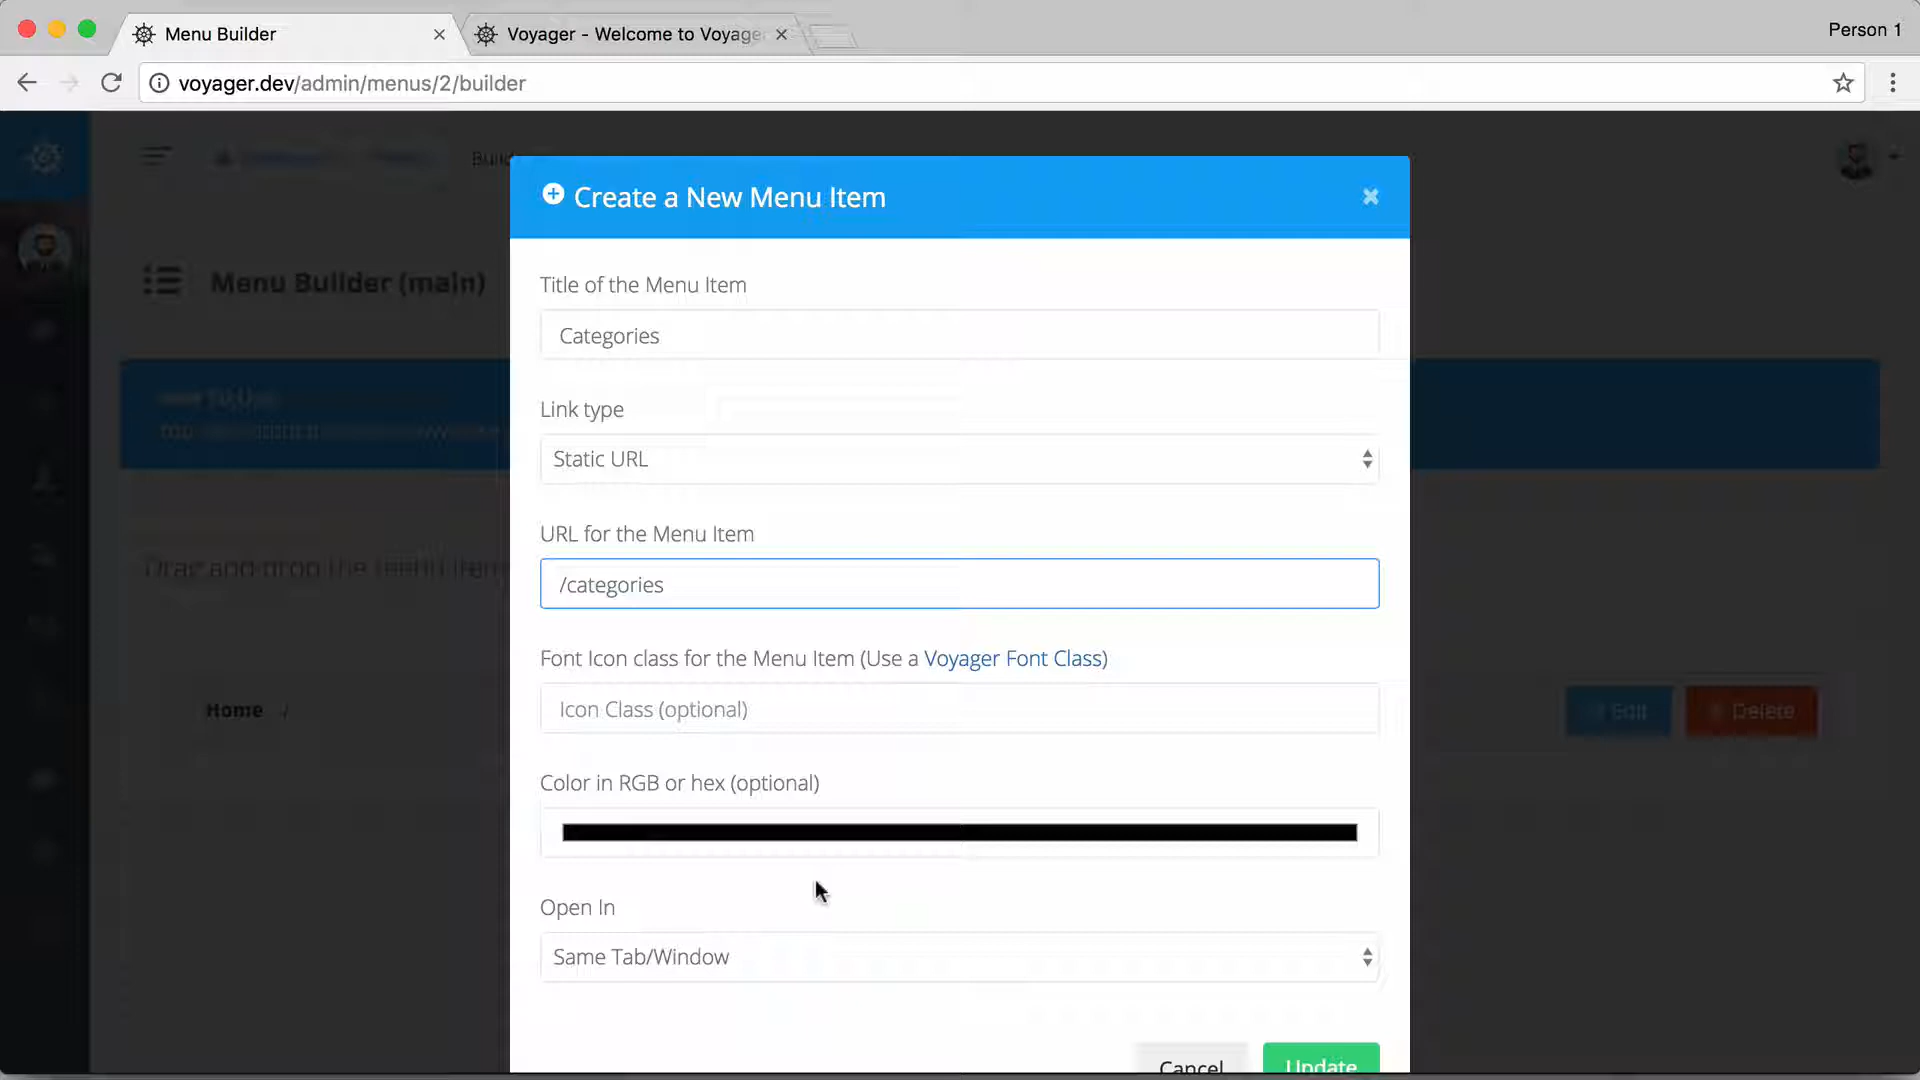 Menu Builder
Voyager - Welcome to Voyage
Person 1
voyager.dev/admin/menus/2/builder
Create a New Menu Item
Menu Builder (main)
Title of the Menu Item
Categories
Link type
Static URL
URL for the Menu Item
/categories
Font Icon class for the Menu Item (Use a Voyager Font Class)
Icon Class (optional)
Home /
Edit
Delete
Color in RGB or hex (optional)
Open In
Same Tab/Window
Cancel
Update